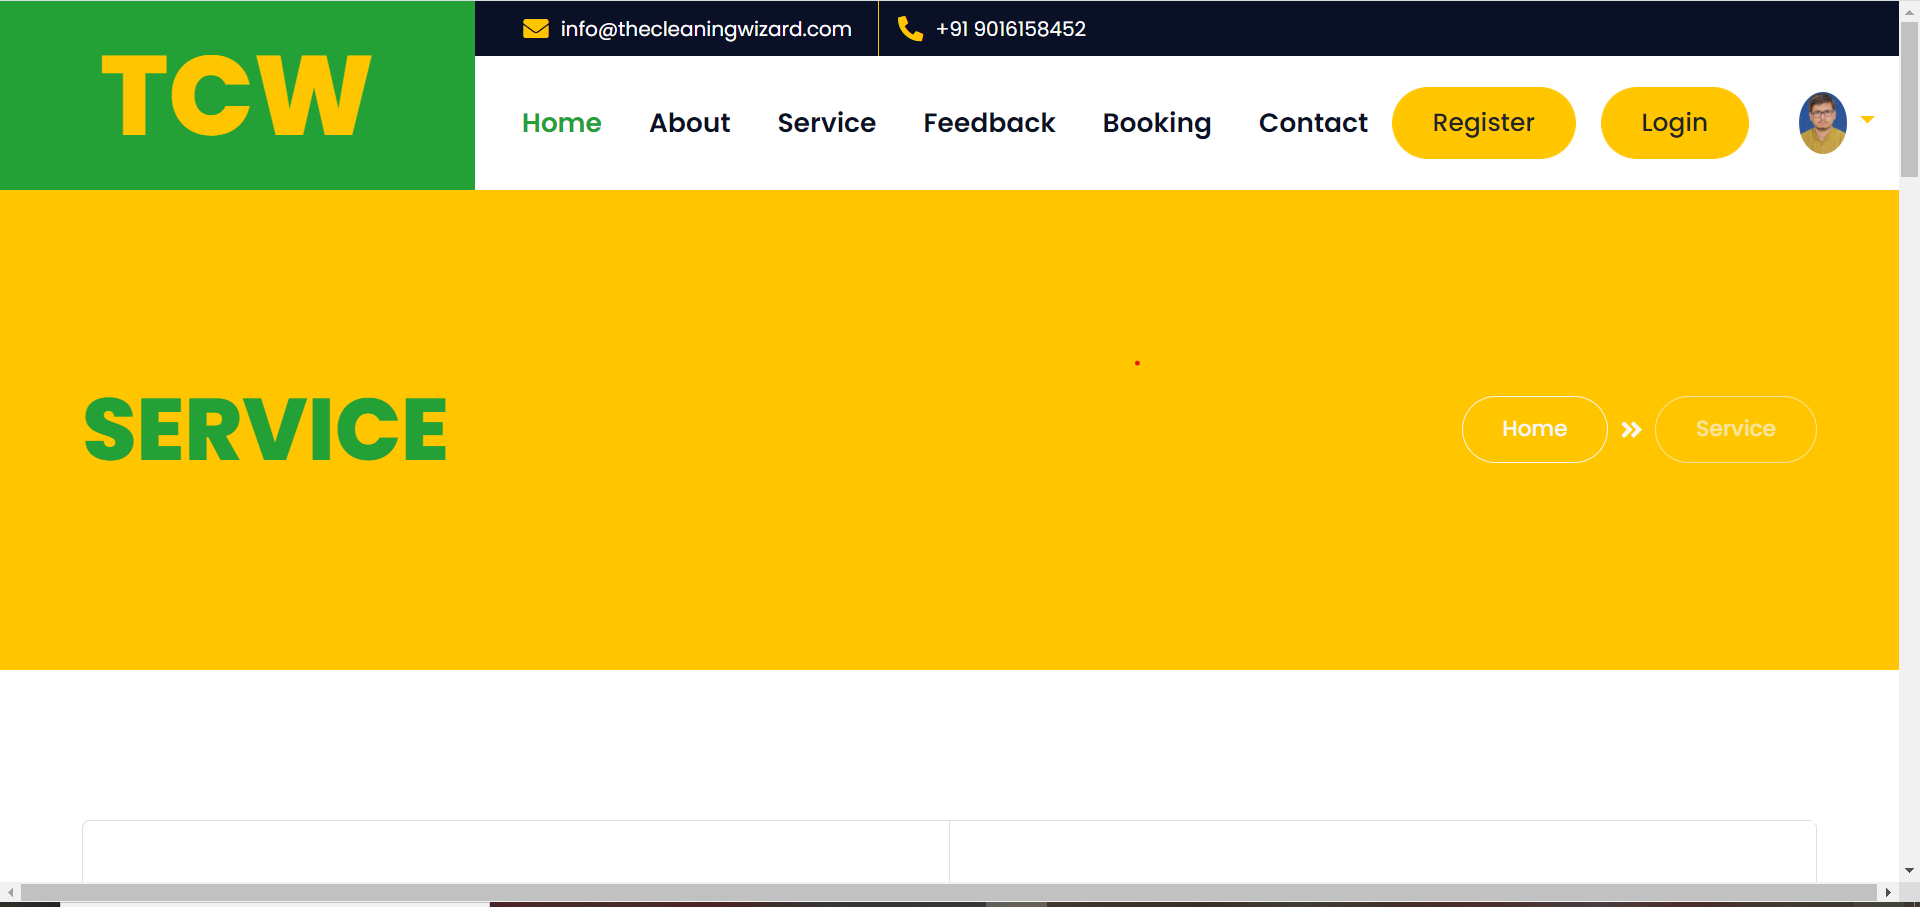 TCW
info@thecleaningwizard.com
+91 9016158452
Home About Service Feedback Booking Contact Register Login
SERVICE
Home » Service